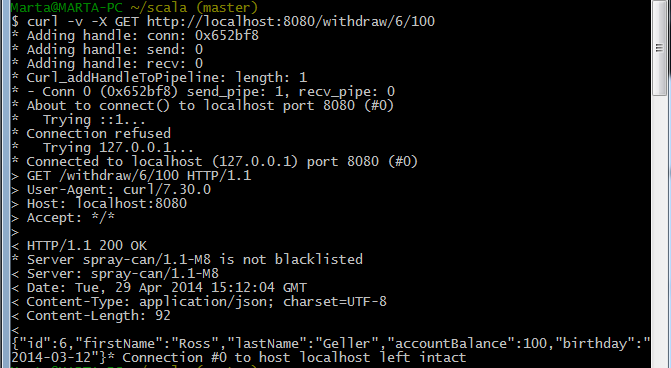 Marta@MARTA-PC ~/scala (master)
$ curl -v -X GET http://localhost:8080/withdraw/6/100
* Adding handle: conn: 0x652bf8
* Adding handle: send: 0
* Adding handle: recv: 0
* Curl_addHandleToPipeline: length: 1
* - Conn 0 (0x652bf8) send_pipe: 1, recv_pipe: 0
* About to connect() to localhost port 8080 (#0)
*   Trying ::1...
* Connection refused
*   Trying 127.0.0.1...
* Connected to localhost (127.0.0.1) port 8080 (#0)
> GET /withdraw/6/100 HTTP/1.1
> User-Agent: curl/7.30.0
> Host: localhost:8080
> Accept: */*
>
< HTTP/1.1 200 OK
* Server spray-can/1.1-M8 is not blacklisted
< Server: spray-can/1.1-M8
< Date: Tue, 29 Apr 2014 15:12:04 GMT
< Content-Type: application/json; charset=UTF-8
< Content-Length: 92
<
{"id":6,"firstName":"Ross","lastName":"Geller","accountBalance":100,"birthday":"
2014-03-12"}* Connection #0 to host localhost left intact